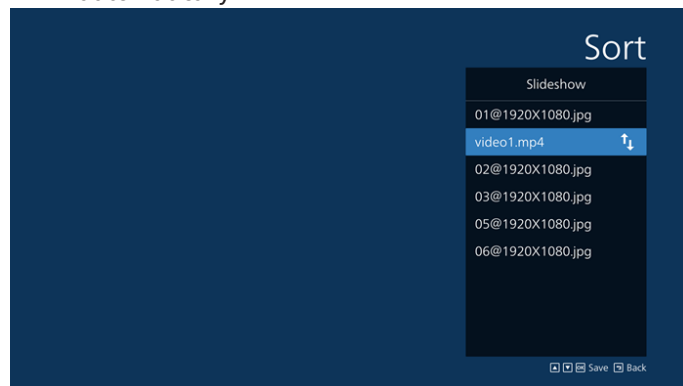 Sort
Slideshow
01@1920X1080.jpg
video1.mp4
02@1920X1080.jpg
03@1920X1080.jpg
05@1920X1080.jpg
06@1920X1080.jpg
OK Save Back